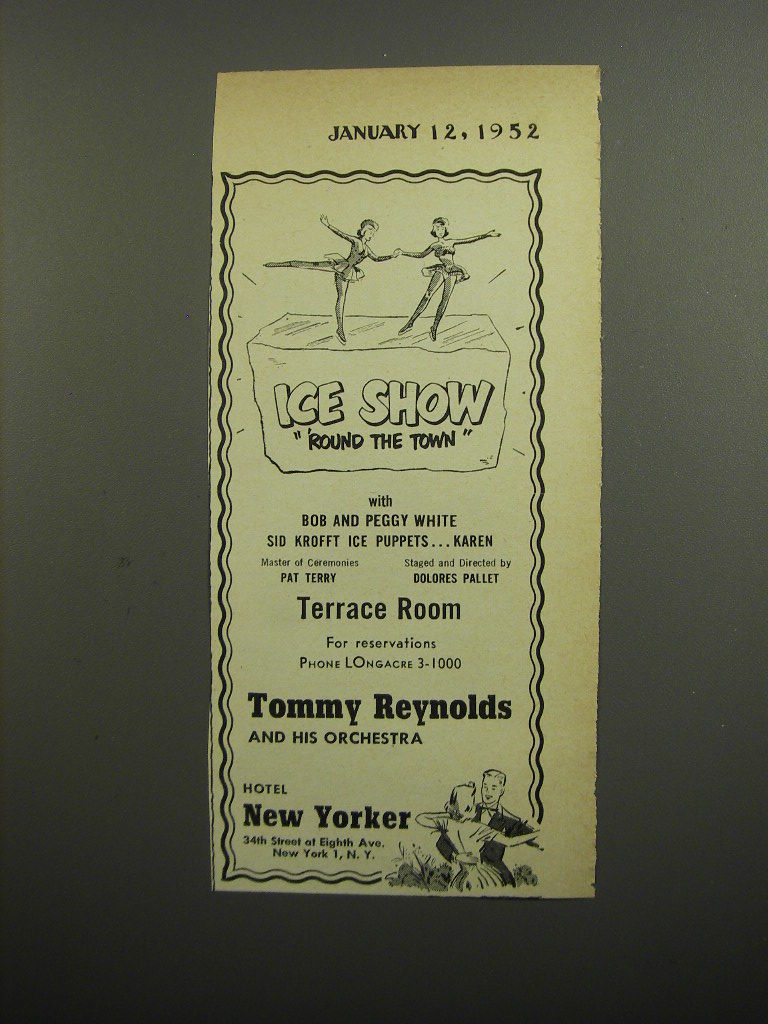 JANUARY 12, 1952
ICE SHOW
"'ROUND THE TOWN"
with
BOB AND PEGGY WHITE
SID KROFFT ICE PUPPETS...KAREN
Master of Ceremonies
PAT TERRY
Staged and Directed by
DOLORES PALLET
Terrace Room
For reservations
PHONE LONGACRE 3-1000
Tommy Reynolds
AND HIS ORCHESTRA
HOTEL
New Yorker
34th Street at Eighth Ave.
New York 1, N. Y.